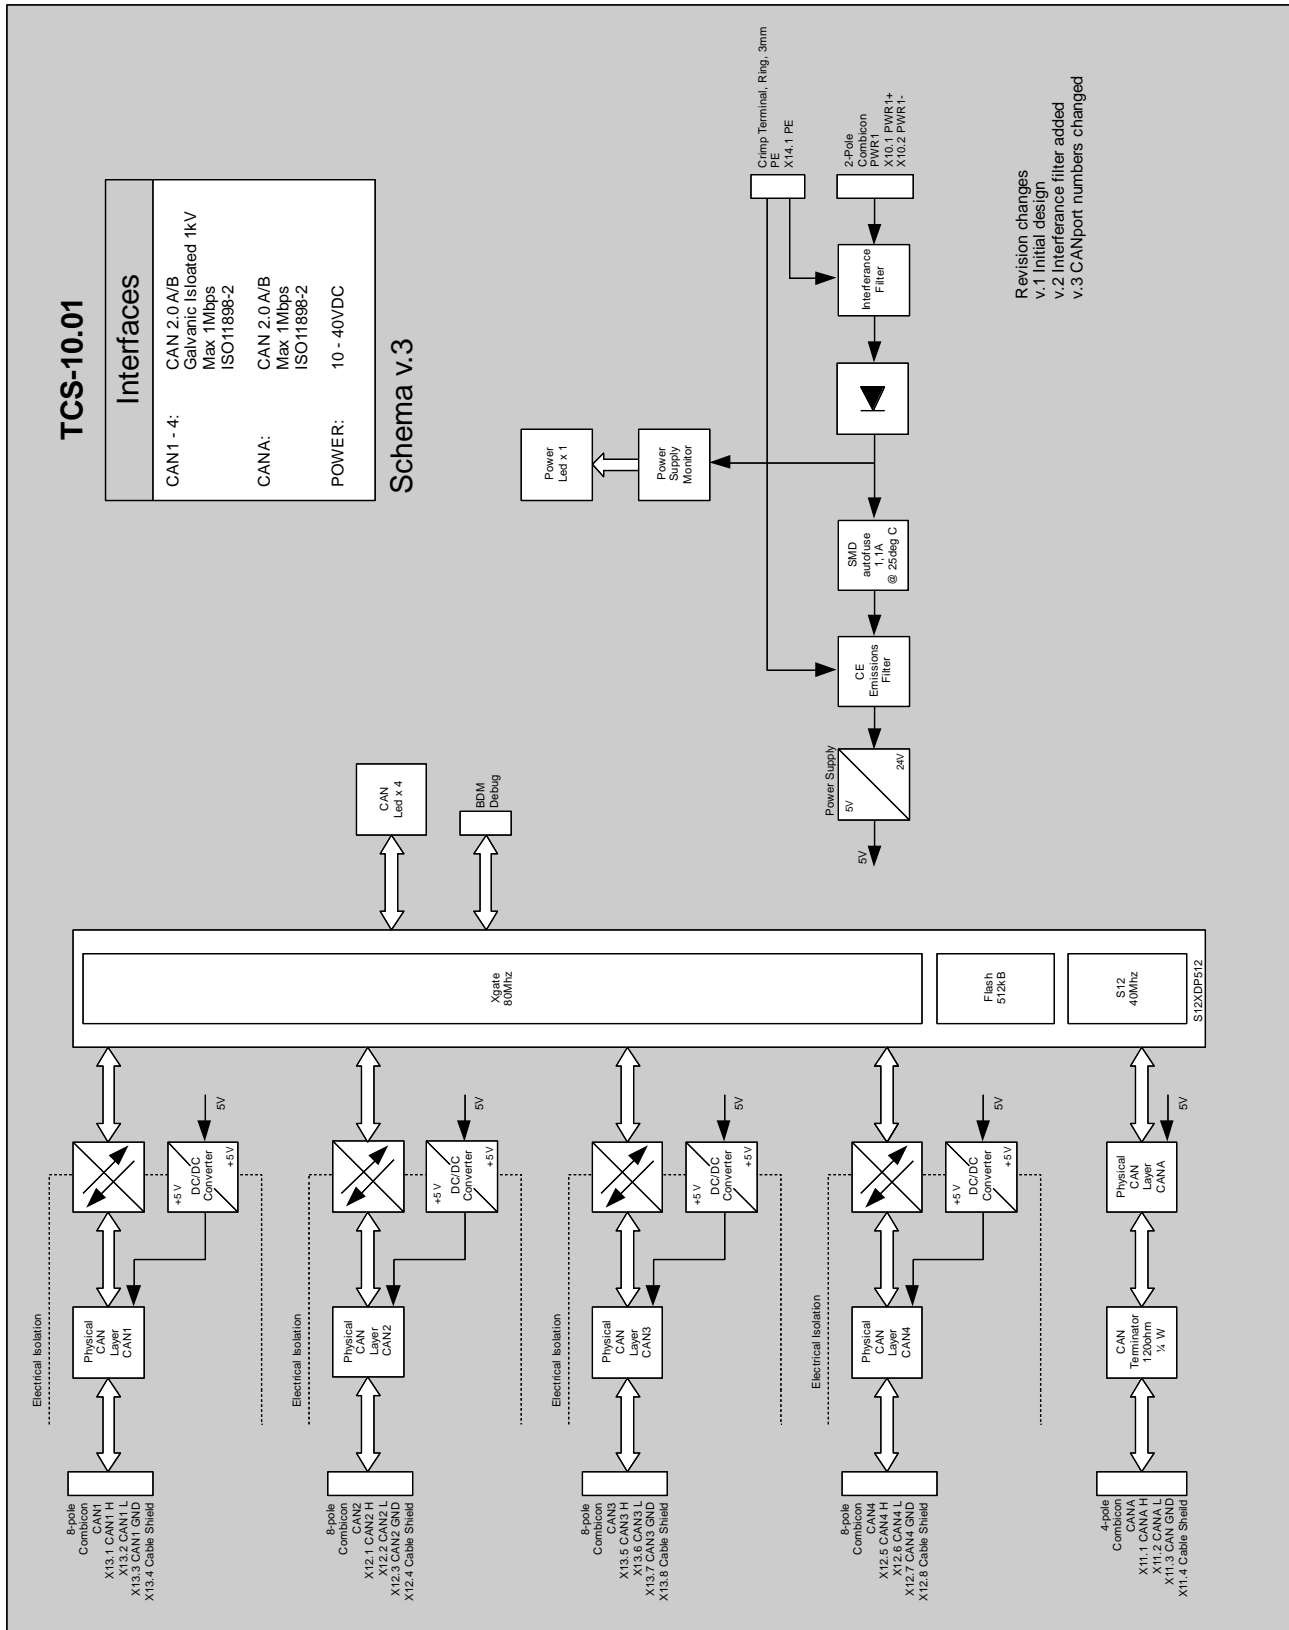 TCS-10.01
Interfaces
CAN1 - 4:
CAN 2.0 A/B
Galvanic Isloated 1kV
Max 1Mbps
ISO11898-2
CANA:
CAN 2.0 A/B
Max 1Mbps
ISO11898-2
POWER:
10 - 40VDC
Schema v.3
Electrical Isolation
8-pole
Combicon
CAN1
X13.1 CAN1 H
X13.2 CAN1 L
X13.3 CAN1 GND
X13.4 Cable Shield
Physical
CAN
Layer
CAN1
+5 V
DC/DC
Converter
+5V
5V
Electrical Isolation
8-pole
Combicon
CAN2
X12.1 CAN2 H
X12.2 CAN2 L
X12.3 CAN2 GND
X12.4 Cable Shield
Physical
CAN
Layer
CAN2
+5 V
DC/DC
Converter
+5V
5V
Electrical Isolation
8-pole
Combicon
CAN3
X13.5 CAN3 H
X13.6 CAN3 L
X13.7 CAN3 GND
X13.8 Cable Shield
Physical
CAN
Layer
CAN3
+5 V
DC/DC
Converter
+5V
5V
Electrical Isolation
8-pole
Combicon
CAN4
X12.5 CAN4 H
X12.6 CAN4 L
X12.7 CAN4 GND
X12.8 Cable Shield
Physical
CAN
Layer
CAN4
+5 V
DC/DC
Converter
+5V
5V
4-pole
Combicon
CANA
X11.1 CANA H
X11.2 CANA L
X11.3 CAN GND
X11.4 Cable Sheild
CAN
Terminator
120ohm
¼ W
Physical
CAN
Layer
CANA
5V
Xgate
80Mhz
Flash
512kB
S12
40Mhz
S12XDP512
CAN
Led x 4
BDM
Debug
Power
Led x 1
Power
Supply
Monitor
Power Supply
5V
24V
5V
CE
Emissions
Filter
SMD
autofuse
1,1A
@ 25deg C
Interferance
Filter
Crimp Terminal, Ring, 3mm
PE
X14.1 PE
2-Pole
Combicon
PWR1
X10.1 PWR1+
X10.2 PWR1-
Revision changes
v.1 Initial design
v.2 Interferance filter added
v.3 CANport numbers changed